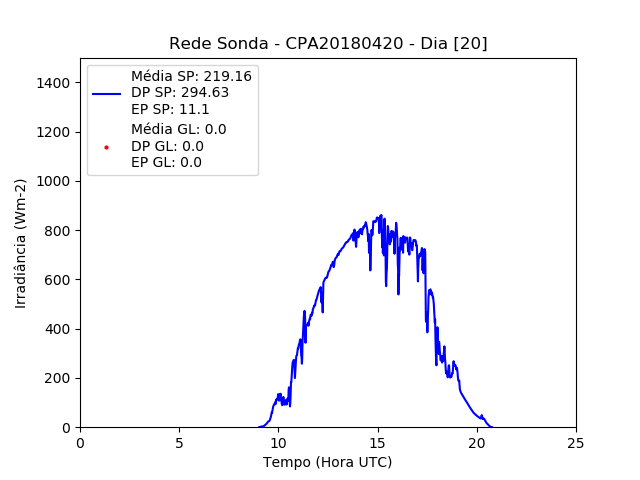 Rede Sonda - CPA20180420 - Dia [20]
Média SP: 219.16
DP SP: 294.63
EP SP: 11.1
Média GL: 0.0
DP GL: 0.0
EP GL: 0.0
Irradiância (Wm-2)
1400
1200
1000
800
600
400
200
0
0 5 10 15 20 25
Tempo (Hora UTC)